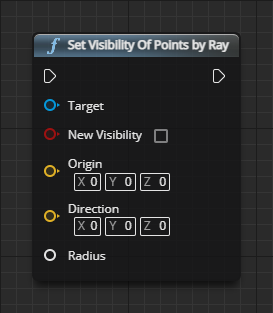 f Set Visibility Of Points by Ray
Target
New Visibility
Origin
X 0 Y 0 Z 0
Direction
X 0 Y 0 Z 0
Radius